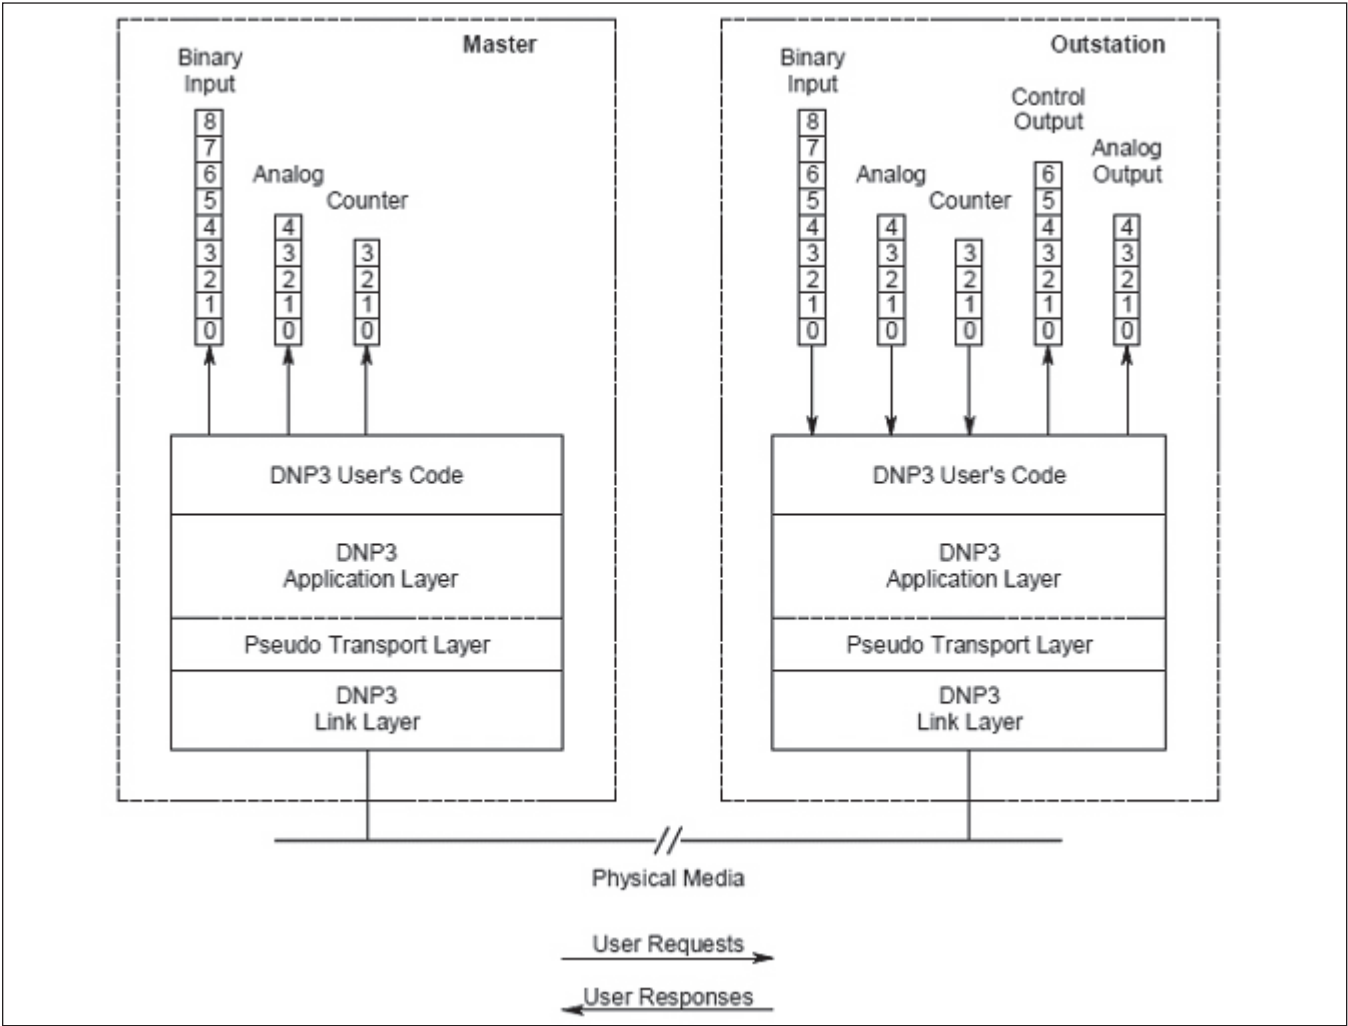 Master
Binary
Input
8
7
6
5
4
3
2
1
0
Analog
4
3
2
1
0
Counter
3
2
1
0
DNP3 User's Code
DNP3
Application Layer
Pseudo Transport Layer
DNP3
Link Layer
Outstation
Binary
Input
8
7
6
5
4
3
2
1
0
Analog
4
3
2
1
0
Counter
3
2
1
0
Control
Output
6
5
4
3
2
1
0
Analog
Output
4
3
2
1
0
DNP3 User's Code
DNP3
Application Layer
Pseudo Transport Layer
DNP3
Link Layer
Physical Media
User Requests
User Responses